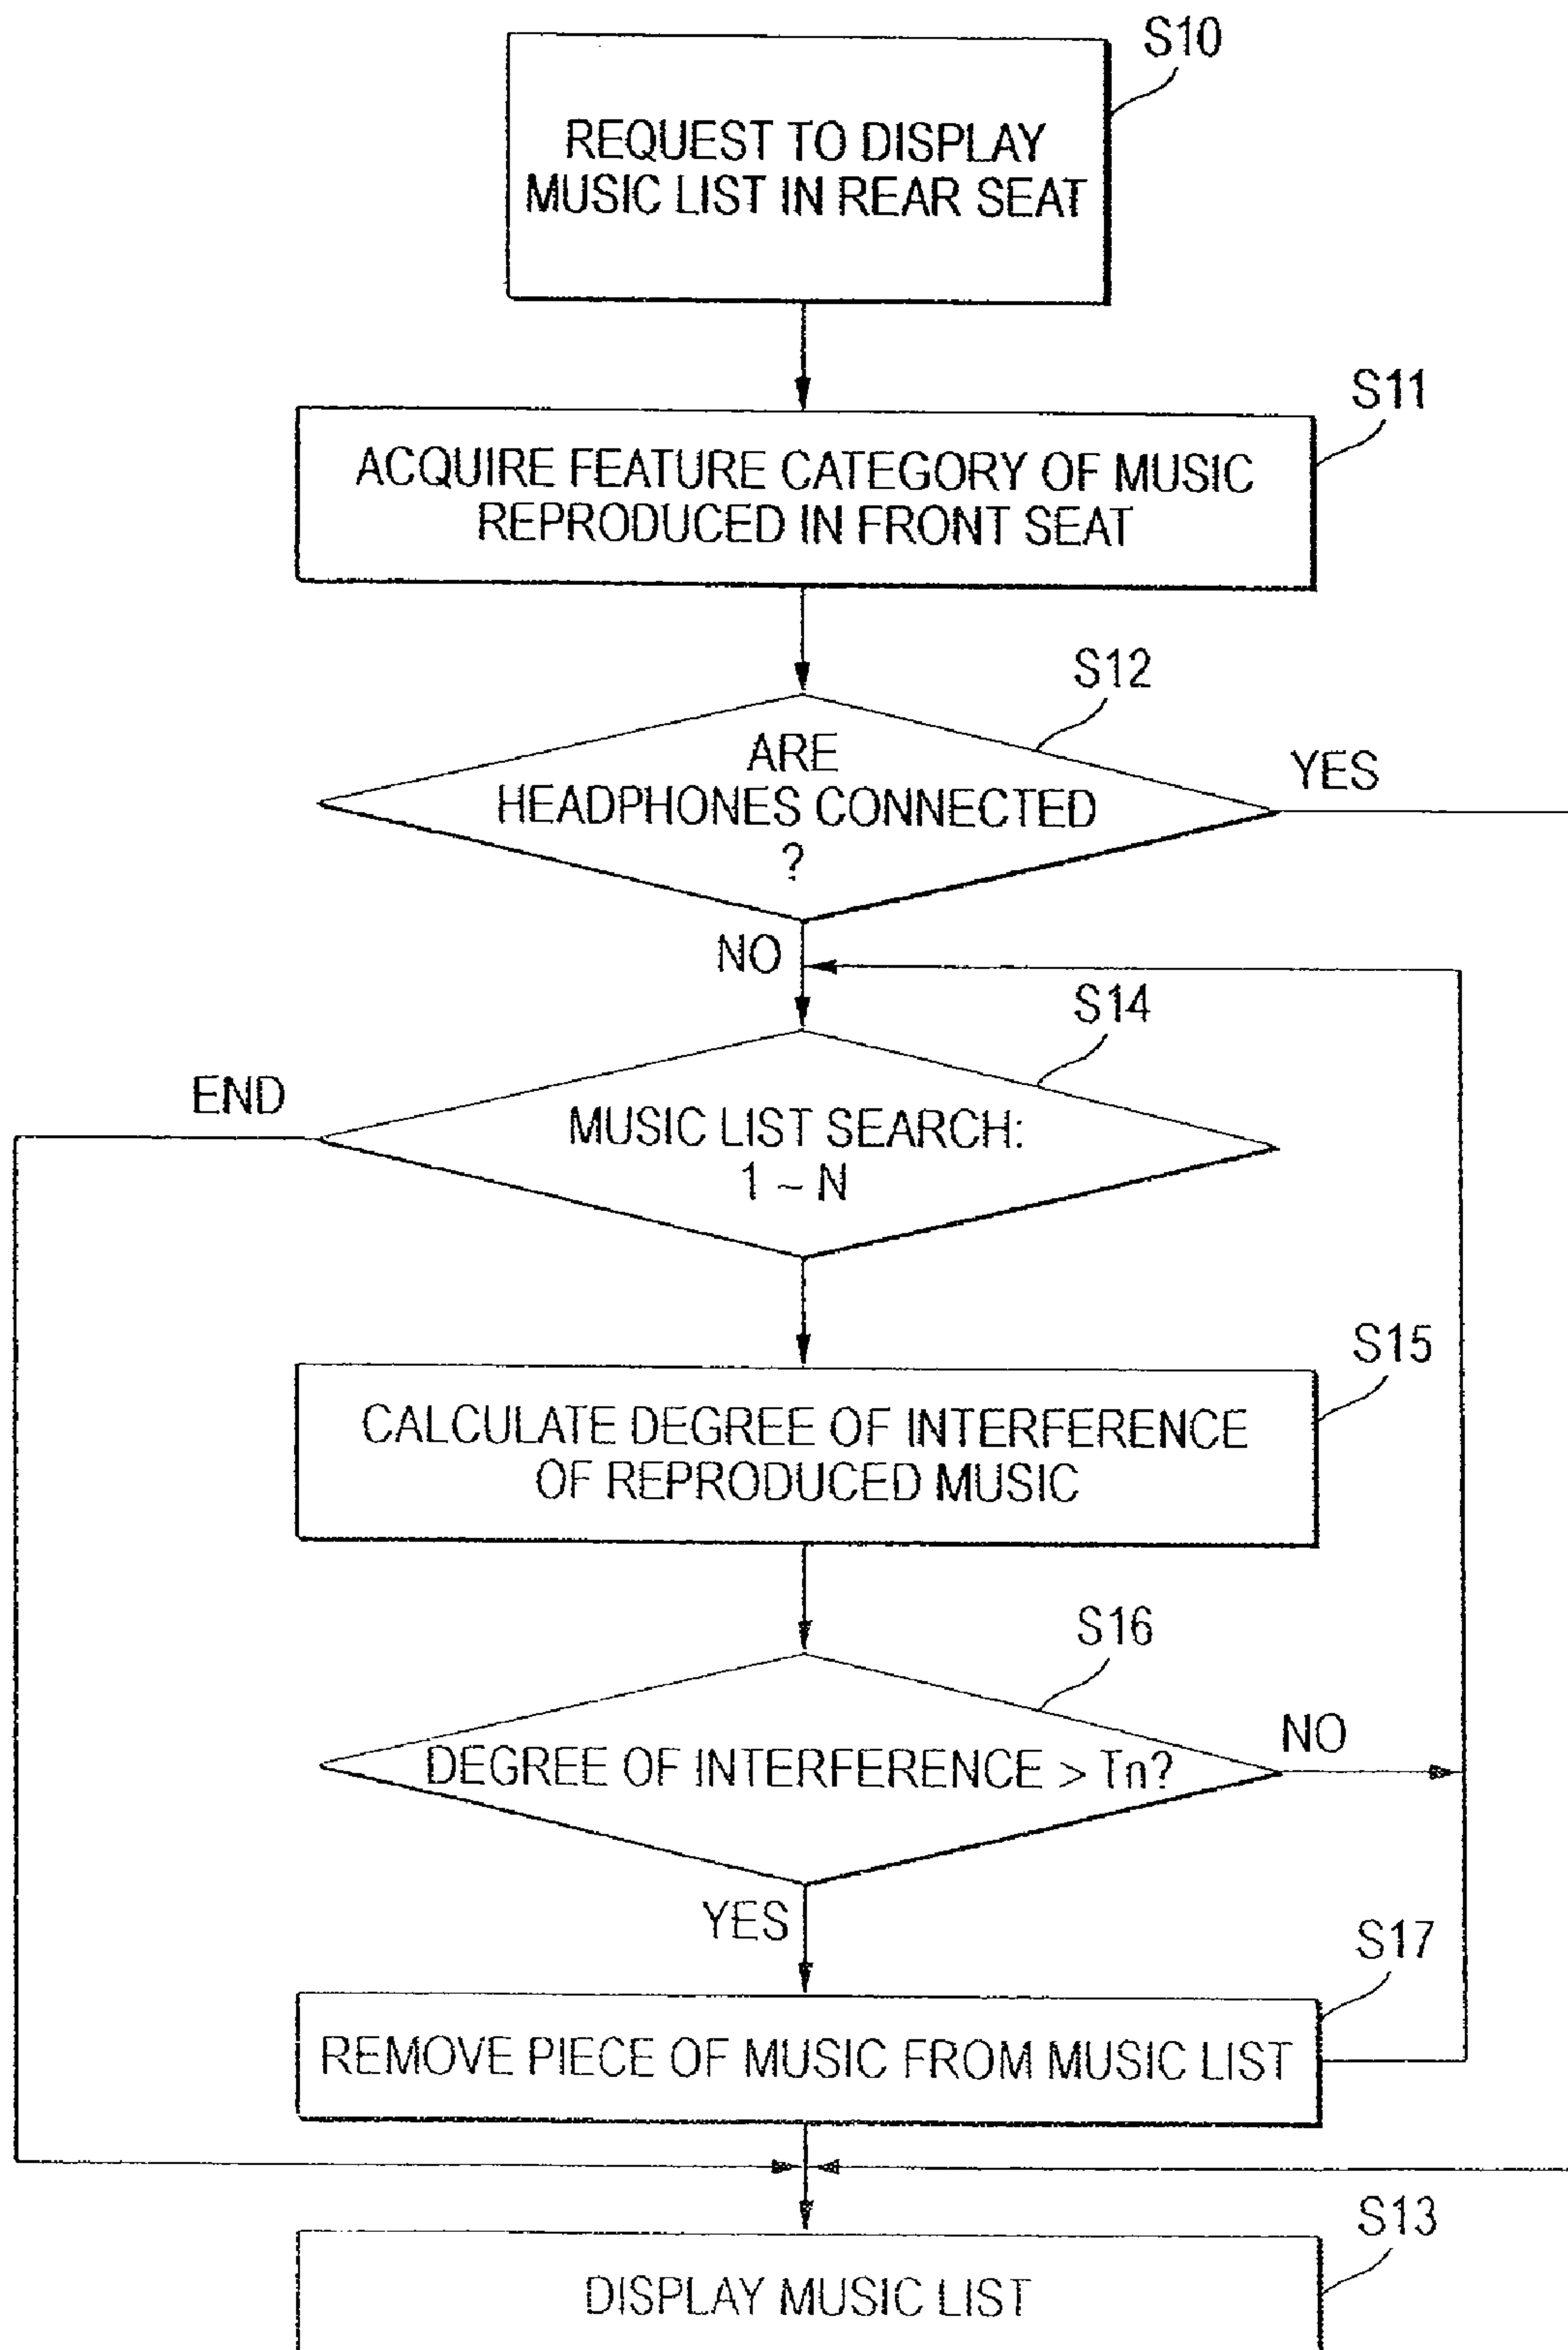 S10
REQUEST TO DISPLAY
MUSIC LIST IN REAR SEAT
S11
ACQUIRE FEATURE CATEGORY OF MUSIC
REPRODUCED IN FRONT SEAT
S12
ARE
HEADPHONES CONNECTED
?
YES
NO
S14
END
MUSIC LIST SEARCH:
1 ~ N
S15
CALCULATE DEGREE OF INTERFERENCE
OF REPRODUCED MUSIC
S16
DEGREE OF INTERFERENCE > Tn?
NO
YES
S17
REMOVE PIECE OF MUSIC FROM MUSIC LIST
S13
DISPLAY MUSIC LIST